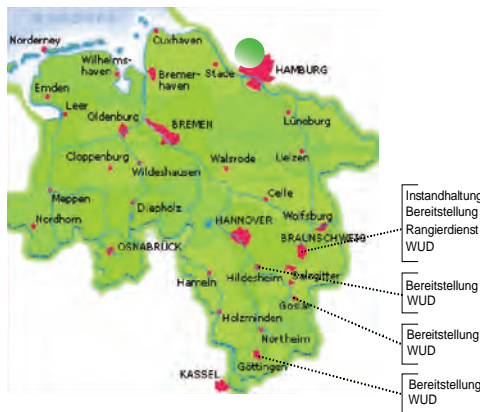 Norderney
Cuxhaven
Wilhelms-
haven
Bremer-
haven
Stade
HAMBURG
Emden
Leer
Oldenburg
BREMEN
Lüneburg
Cloppenburg
Wildeshausen
Walsrode
Uelzen
Meppen
Diepholz
Celle
Nordhorn
HANNOVER
Wolfsburg
OSNABRÜCK
BRAUNSCHWEIG
Hildesheim
Salzgitter
Hameln
Goslar
Holzminden
Northeim
KASSEL
Göttingen
Instandhaltung
Bereitstellung
Rangierdienst
WUD
Bereitstellung
WUD
Bereitstellung
WUD
Bereitstellung
WUD